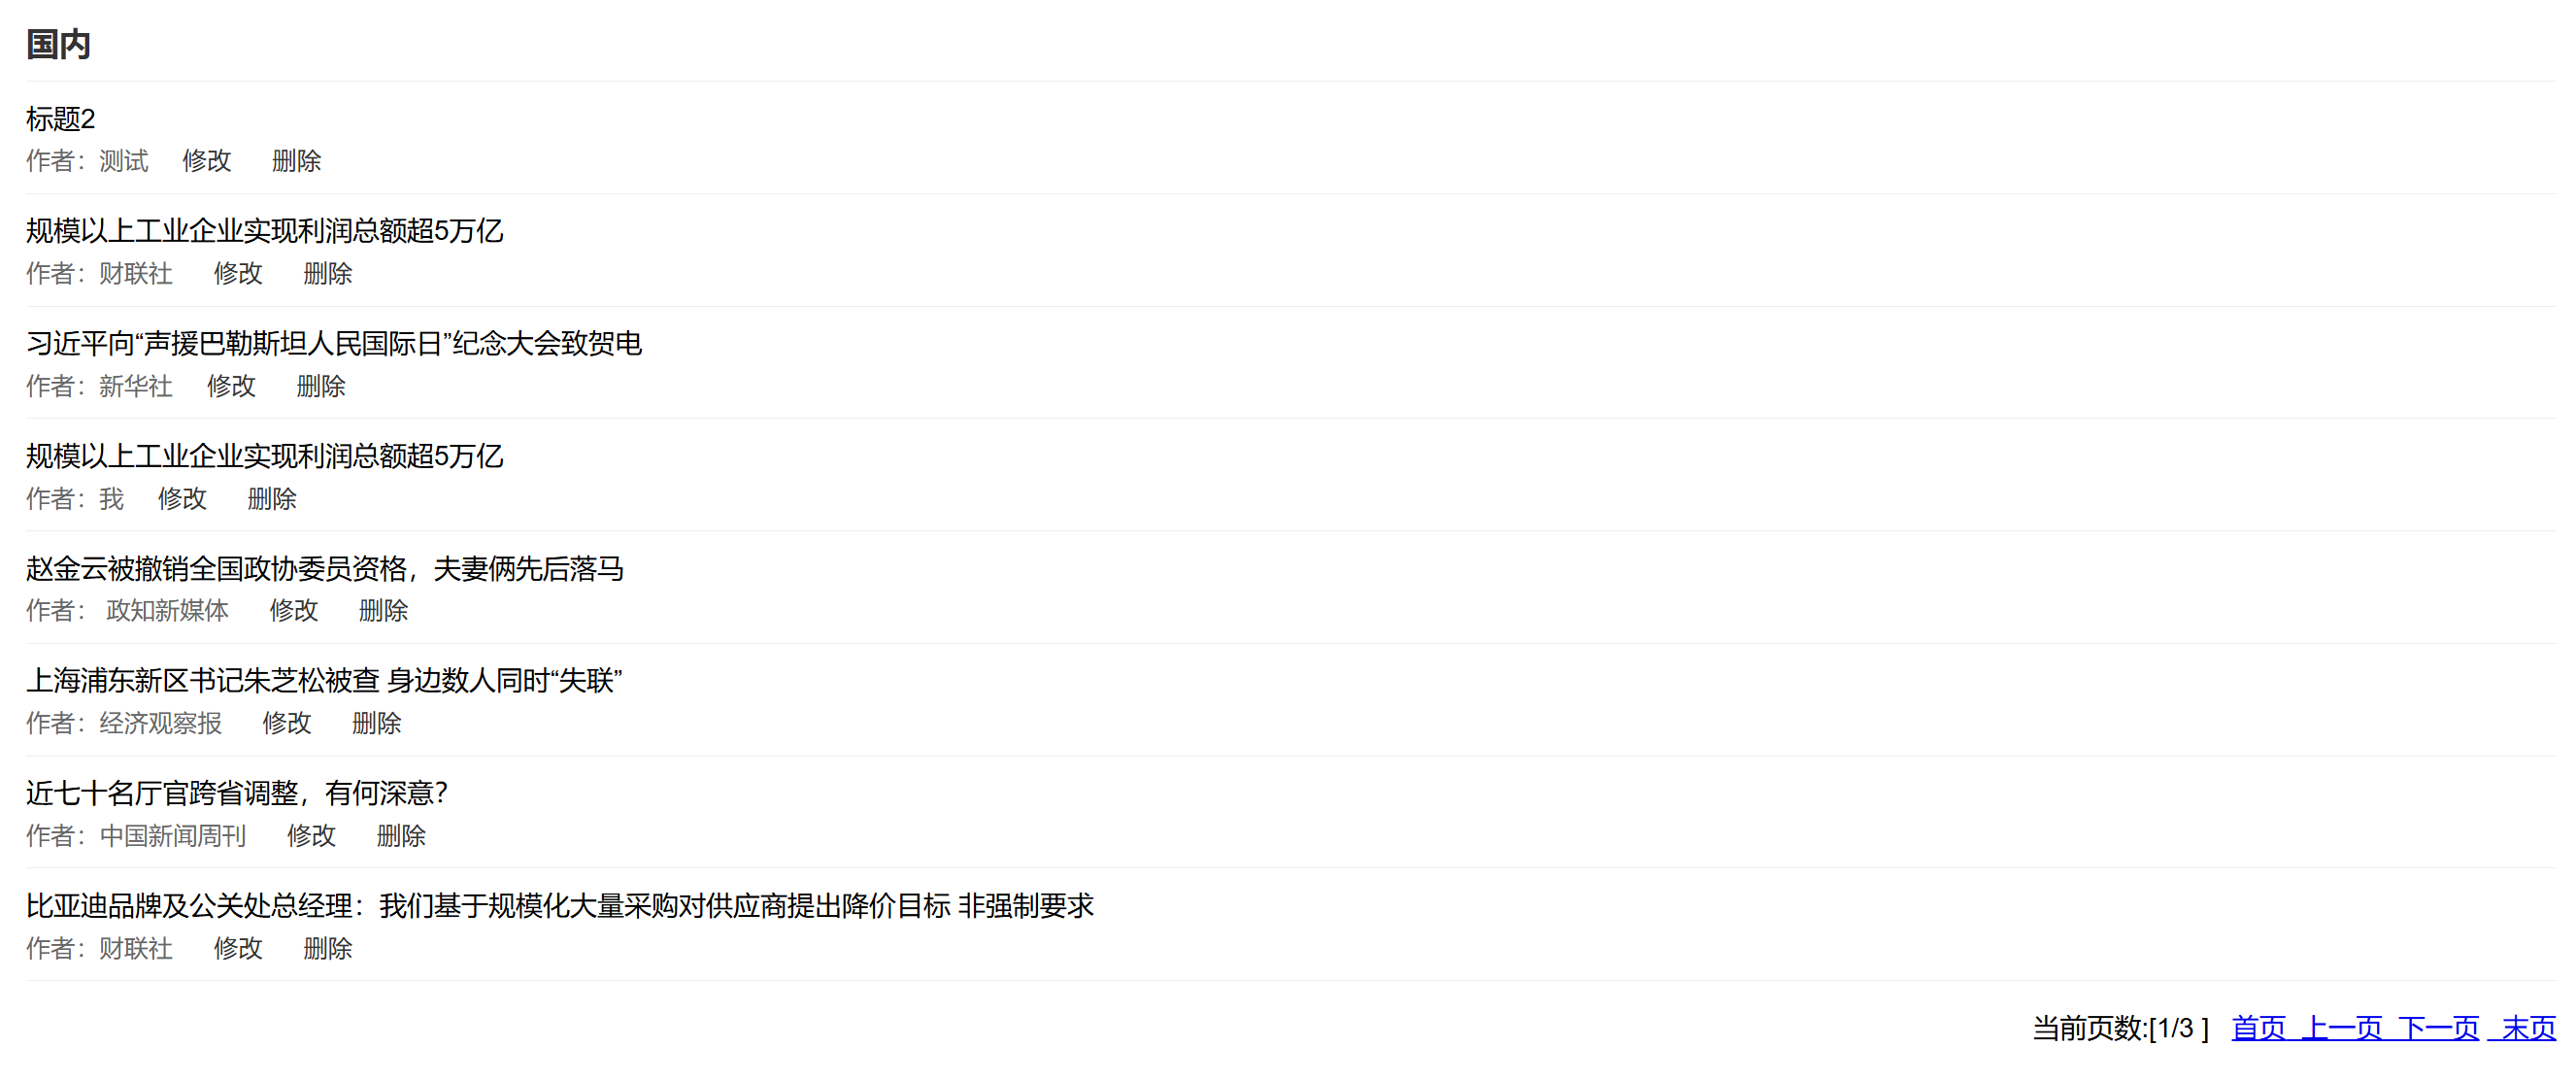 国内
标题2
作者：测试 修改 删除
规模以上工业企业实现利润总额超5万亿
作者：财联社 修改 删除
习近平向“声援巴勒斯坦人民国际日”纪念大会致贺电
作者：新华社 修改 删除
规模以上工业企业实现利润总额超5万亿
作者：我 修改 删除
赵金云被撤销全国政协委员资格，夫妻俩先后落马
作者： 政知新媒体 修改 删除
上海浦东新区书记朱芝松被查 身边数人同时“失联”
作者：经济观察报 修改 删除
近七十名厅官跨省调整，有何深意？
作者：中国新闻周刊 修改 删除
比亚迪品牌及公关处总经理：我们基于规模化大量采购对供应商提出降价目标 非强制要求
作者：财联社 修改 删除
当前页数:[1/3 ] 首页 上一页 下一页 末页